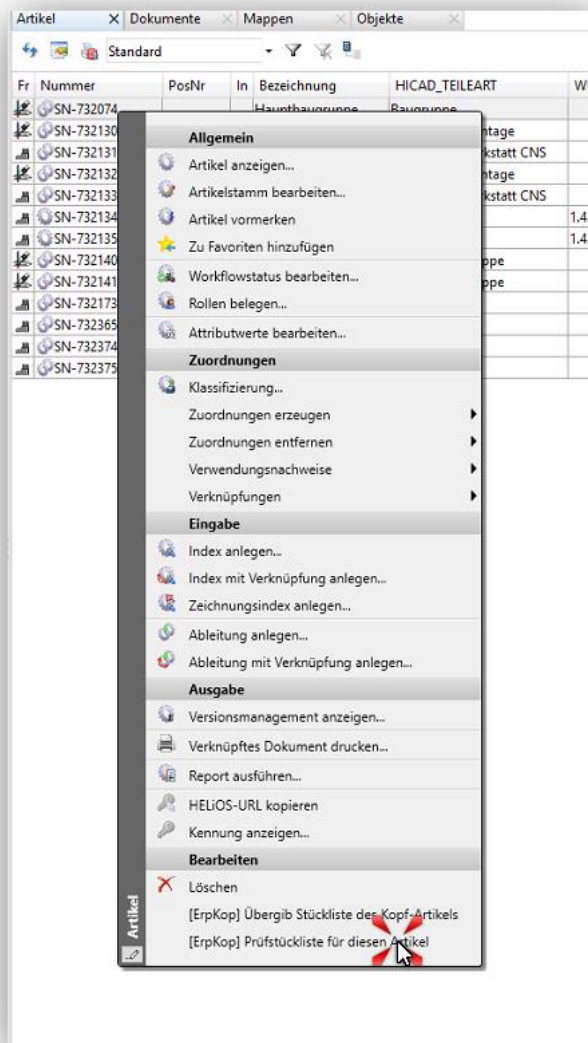 Artikel Dokumente Mappen Objekte
Standard
Fr Nummer PosNr In Bezeichnung HICAD_TEILEART
SN-732074 Hauptbaugruppe Baugruppe
SN-732130 ntage
SN-732131 kstatt CNS
SN-732132 ntage
SN-732133 kstatt CNS
SN-732134 1.4
SN-732135 1.4
SN-732140 ppe
SN-732141 ppe
SN-732173
SN-732365
SN-732374
SN-732375
Allgemein
Artikel anzeigen...
Artikelstamm bearbeiten...
Artikel vormerken
Zu Favoriten hinzufügen
Workflowstatus bearbeiten...
Rollen belegen...
Attributwerte bearbeiten...
Zuordnungen
Klassifizierung...
Zuordnungen erzeugen
Zuordnungen entfernen
Verwendungsnachweise
Verknüpfungen
Eingabe
Index anlegen...
Index mit Verknüpfung anlegen...
Zeichnungsindex anlegen...
Ableitung anlegen...
Ableitung mit Verknüpfung anlegen...
Ausgabe
Versionsmanagement anzeigen...
Verknüpftes Dokument drucken...
Report ausführen...
HELiOS-URL kopieren
Kennung anzeigen...
Bearbeiten
Löschen
[ErpKop] Übergib Stückliste des Kopf-Artikels
[ErpKop] Prüfstückliste für diesen Artikel
Artikel